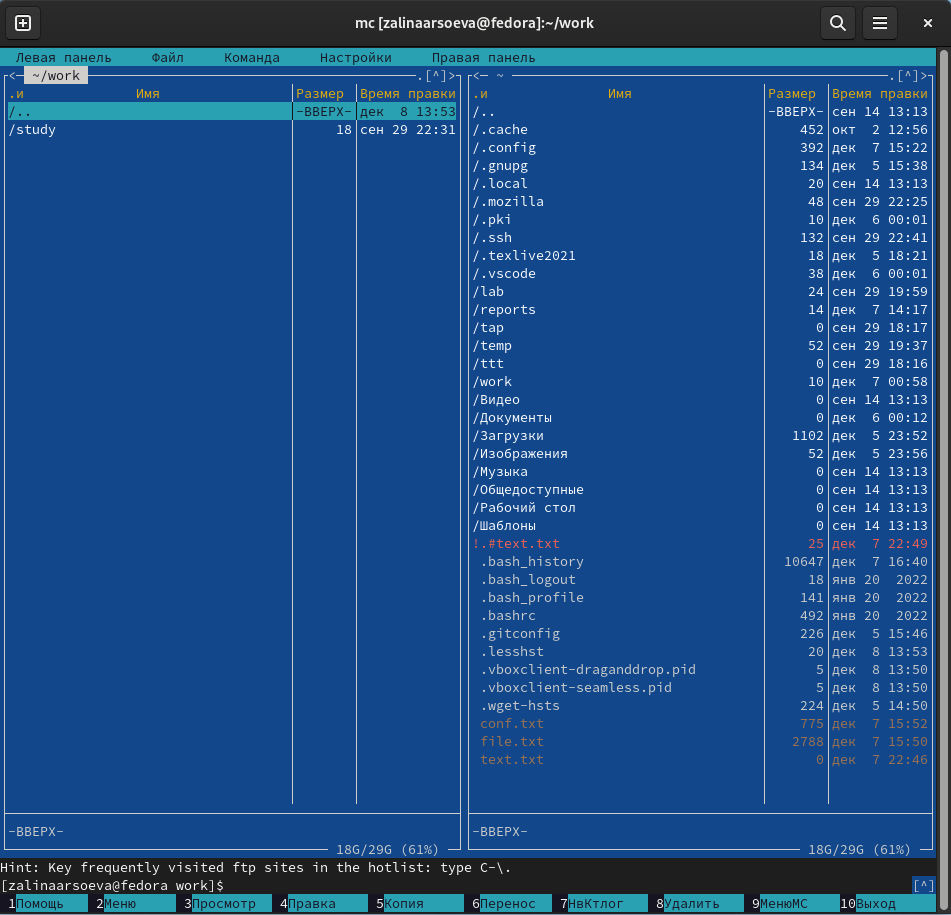 mc [zalinaarsoeva@fedora]:~/work
Левая панель Файл Команда Настройки Правая панель
<─ ~/work .[^]> <─ ~ .[^]>
.и Имя Размер Время правки .и Имя Размер Время правки
/.. -ВВЕРХ- дек 8 13:53 /.. -ВВЕРХ- сен 14 13:13
/study 18 сен 29 22:31 /.cache 452 окт 2 12:56
/.config 392 дек 7 15:22
/.gnupg 134 дек 5 15:38
/.local 20 сен 14 13:13
/.mozilla 48 сен 29 22:25
/.pki 10 дек 6 00:01
/.ssh 132 сен 29 22:41
/.texlive2021 18 дек 5 18:21
/.vscode 38 дек 6 00:01
/lab 24 сен 29 19:59
/reports 14 дек 7 14:17
/tap 0 сен 29 18:17
/temp 52 сен 29 19:37
/ttt 0 сен 29 18:16
/work 10 дек 7 00:58
/Видео 0 сен 14 13:13
/Документы 0 дек 6 00:12
/Загрузки 1102 дек 5 23:52
/Изображения 52 дек 5 23:56
/Музыка 0 сен 14 13:13
/Общедоступные 0 сен 14 13:13
/Рабочий стол 0 сен 14 13:13
/Шаблоны 0 сен 14 13:13
!.#text.txt 25 дек 7 22:49
.bash_history 10647 дек 7 16:40
.bash_logout 18 янв 20 2022
.bash_profile 141 янв 20 2022
.bashrc 492 янв 20 2022
.gitconfig 226 дек 5 15:46
.lesshst 20 дек 8 13:53
.vboxclient-draganddrop.pid 5 дек 8 13:50
.vboxclient-seamless.pid 5 дек 8 13:50
.wget-hsts 224 дек 5 14:50
conf.txt 775 дек 7 15:52
file.txt 2788 дек 7 15:50
text.txt 0 дек 7 22:46
-ВВЕРХ- -ВВЕРХ-
18G/29G (61%) 18G/29G (61%)
Hint: Key frequently visited ftp sites in the hotlist: type C-\.
[zalinaarsoeva@fedora work]$ [^]
1Помощь 2Меню 3Просмотр 4Правка 5Копия 6Перенос 7НвКтлог 8Удалить 9МенюМС 10Выход